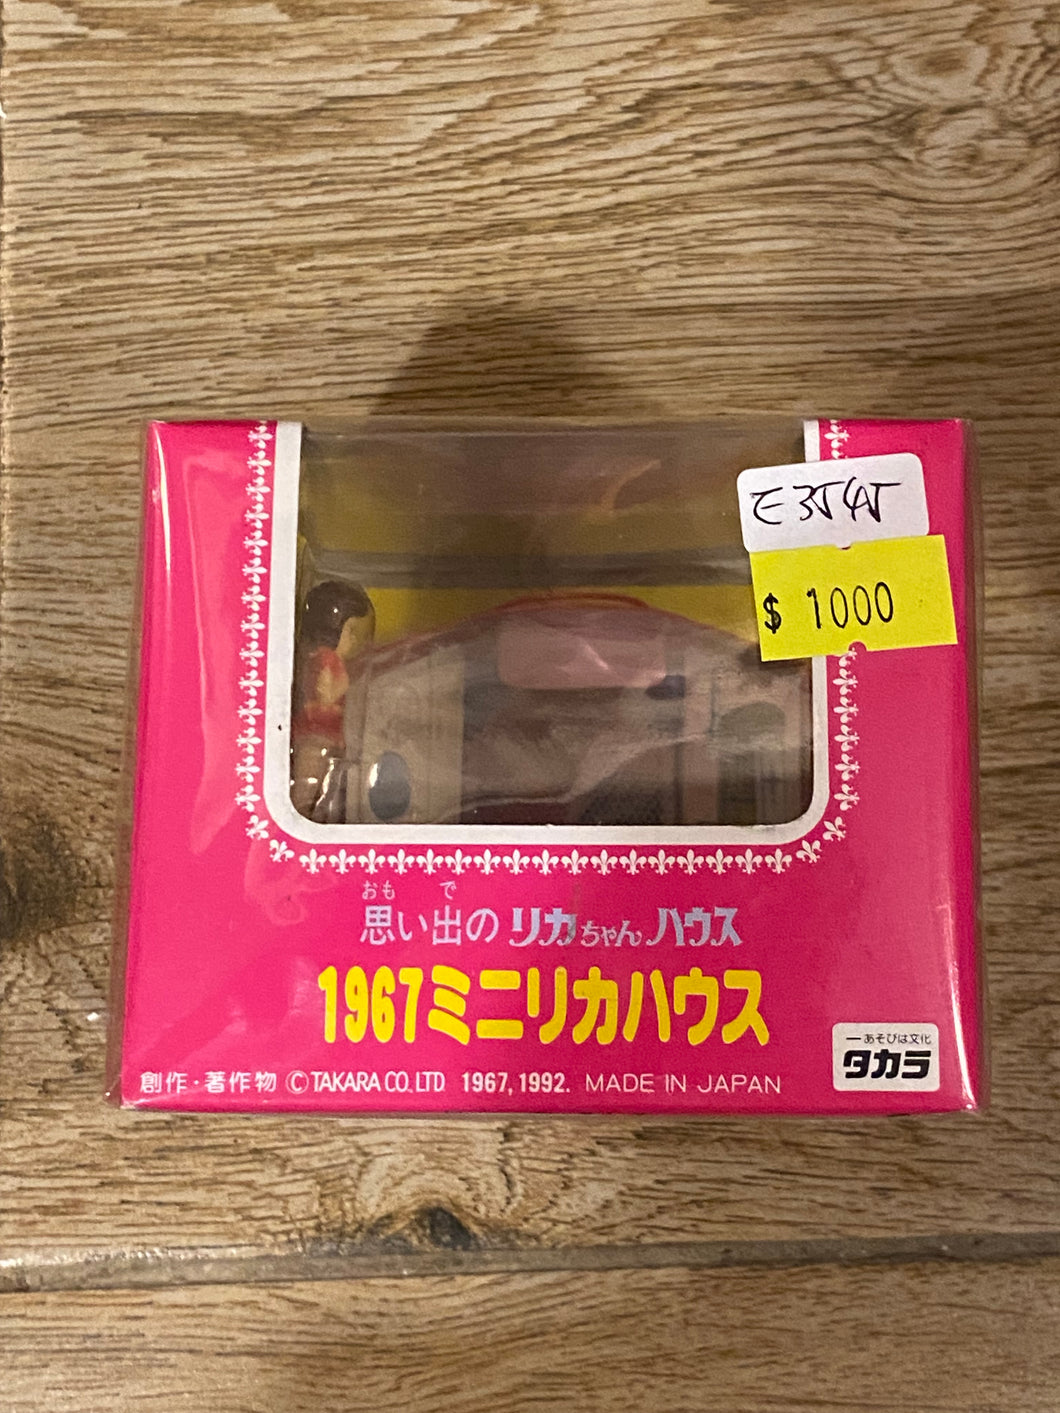 $ 1000
おも で
思い出の リカちゃん ハウス
1967ミニリカハウス
創作・著作物 ©TAKARA CO.,LTD 1967, 1992. MADE IN JAPAN
ーあそびは文化
タカラ